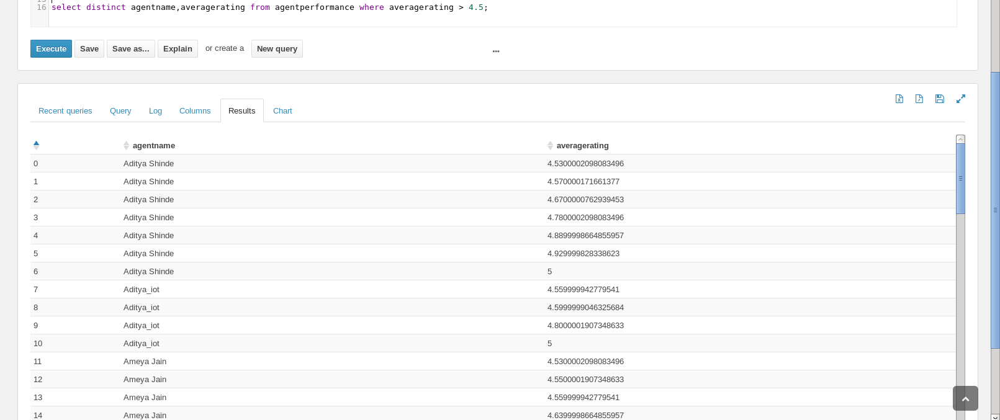 16 select distinct agentname,averagerating from agentperformance where averagerating > 4.5;
Execute Save Save as... Explain or create a New query ...
Recent queries Query Log Columns Results Chart
agentname averagerating
0 Aditya Shinde 4.5300002098083496
1 Aditya Shinde 4.570000171661377
2 Aditya Shinde 4.6700000762939453
3 Aditya Shinde 4.7800002098083496
4 Aditya Shinde 4.8899998664855957
5 Aditya Shinde 4.929999828338623
6 Aditya Shinde 5
7 Aditya_iot 4.559999942779541
8 Aditya_iot 4.5999999046325684
9 Aditya_iot 4.8000001907348633
10 Aditya_iot 5
11 Ameya Jain 4.5300002098083496
12 Ameya Jain 4.5500001907348633
13 Ameya Jain 4.559999942779541
14 Ameya Jain 4.6399998664855957